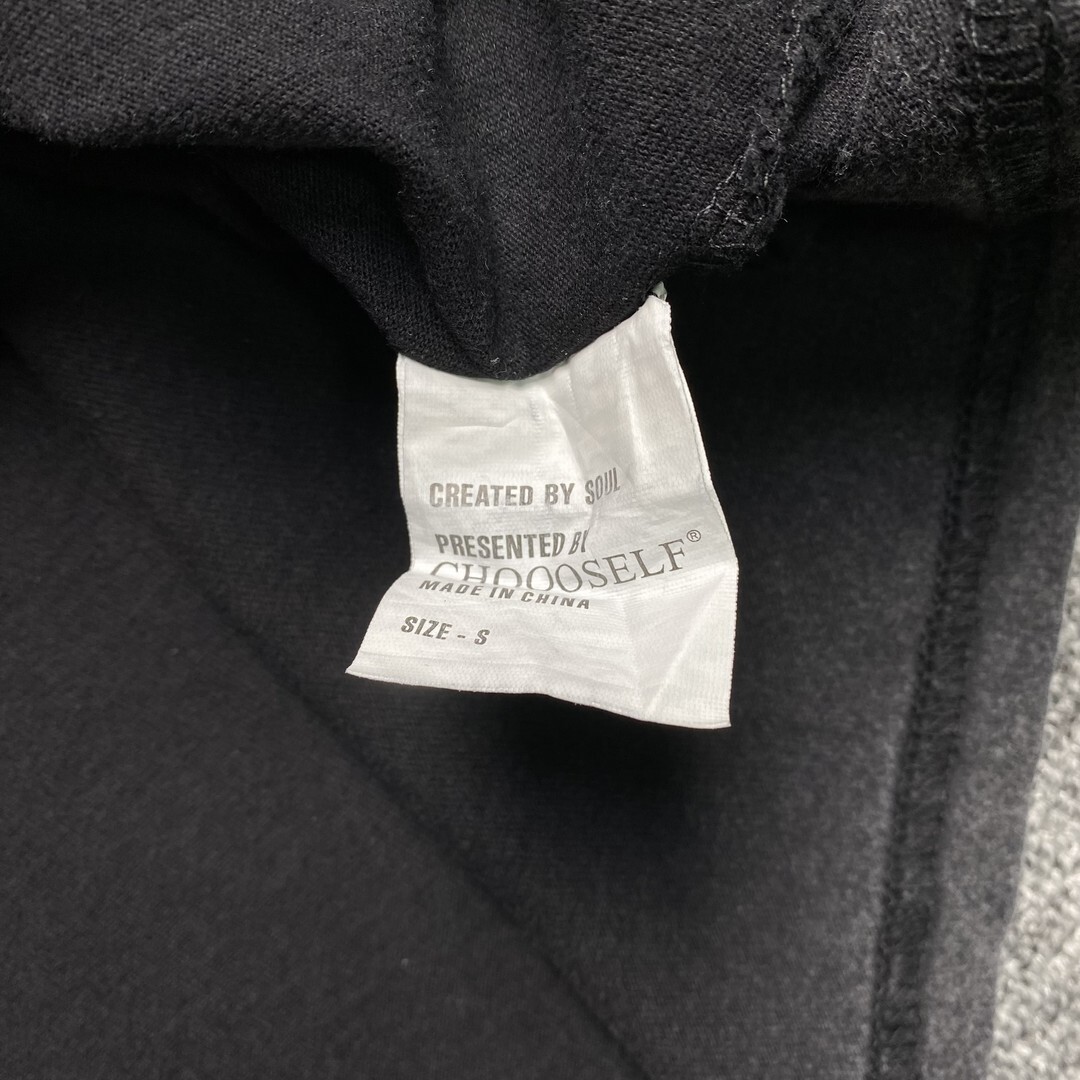 CREATED BY SOUL
PRESENTED BY
CHOOOSELF®
MADE IN CHINA
SIZE - S